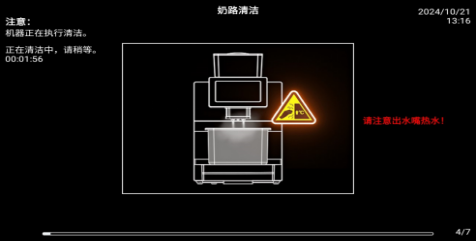 奶路清洁
2024/10/21
13:16
注意：
机器正在执行清洁。
正在清洁中，请稍等。
00:01:56
请注意出水嘴热水！
4/7